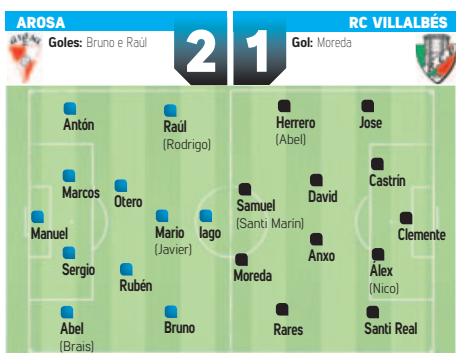 AROSA
RC VILLALBÉS
Goles: Bruno e Raúl
2
1
Gol: Moreda
Antón
Raúl
(Rodrigo)
Herrero
(Abel)
Jose
Marcos
Otero
Castrín
David
Samuel
(Santi Marín)
Manuel
Mario
(Javier)
Iago
Clemente
Sergio
Rubén
Moreda
Anxo
Álex
(Nico)
Abel
(Brais)
Bruno
Rares
Santi Real